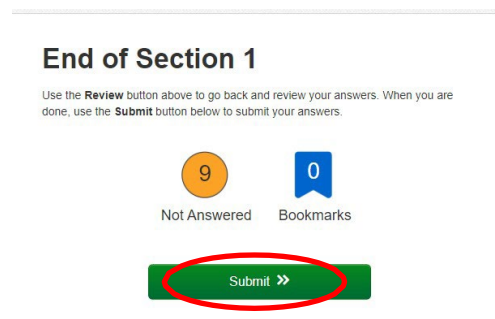 End of Section 1
Use the Review button above to go back and review your answers. When you are
done, use the Submit button below to submit your answers.
9
0
Not Answered
Bookmarks
Submit »